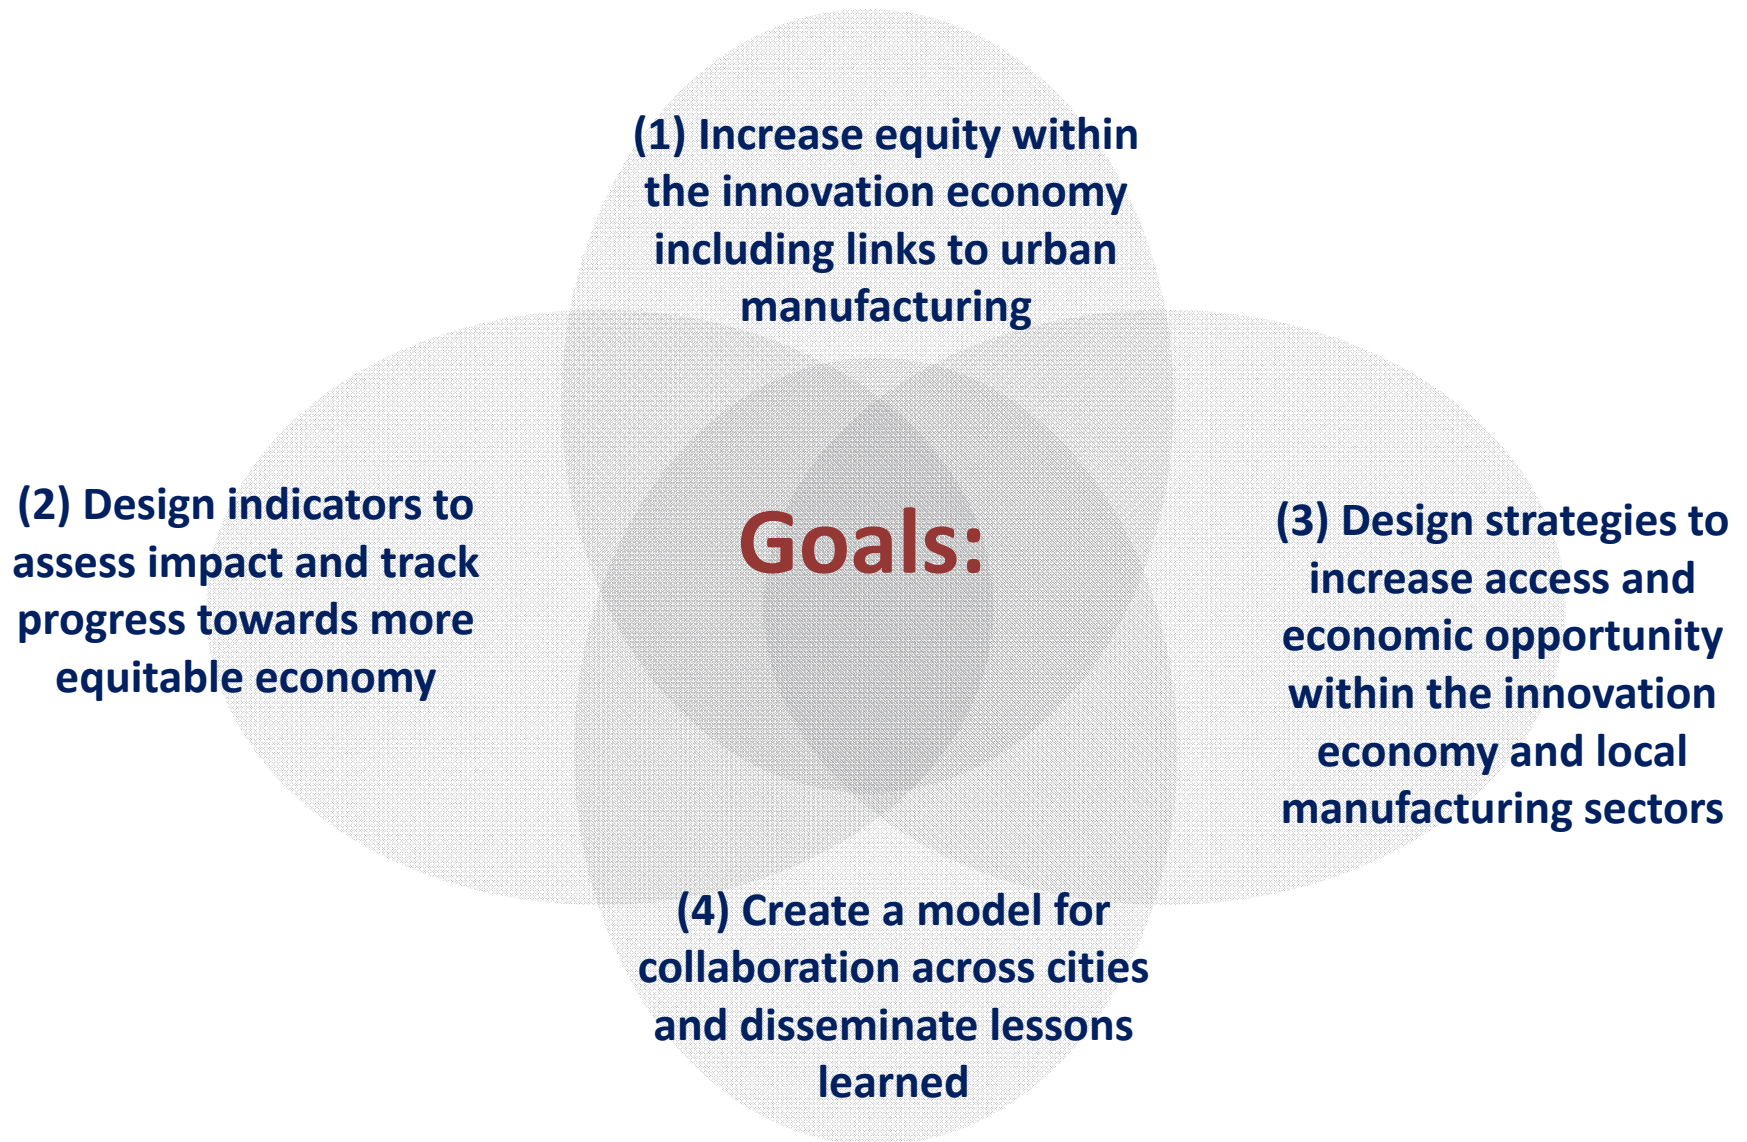 (1) Increase equity within
the innovation economy
including links to urban
manufacturing
(2) Design indicators to
assess impact and track
progress towards more
equitable economy
Goals:
(3) Design strategies to
increase access and
economic opportunity
within the innovation
economy and local
manufacturing sectors
(4) Create a model for
collaboration across cities
and disseminate lessons
learned